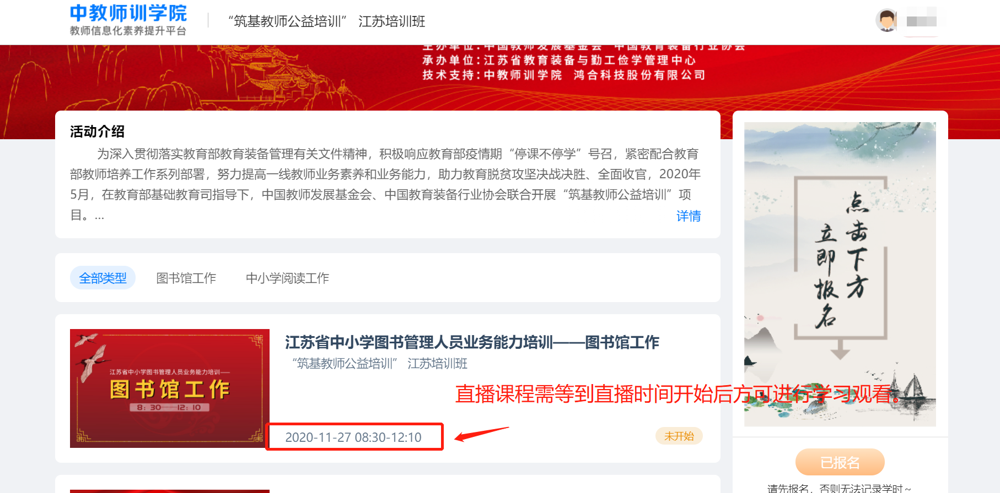 中教师训学院
教师信息化素养提升平台
“筑基教师公益培训” 江苏培训班
主办单位：中国教师发展基金会 中国教育装备行业协会
承办单位：江苏省教育装备与勤工俭学管理中心
技术支持：中教师训学院 鸿合科技股份有限公司
活动介绍
为深入贯彻落实教育部教育装备管理有关文件精神，积极响应教育部疫情期“停课不停学”号召，紧密配合教育
部教师培养工作系列部署，努力提高一线教师业务素养和业务能力，助力教育脱贫攻坚决战决胜、全面收官，2020年
5月，在教育部基础教育司指导下，中国教师发展基金会、中国教育装备行业协会联合开展“筑基教师公益培训”项
目。...
详情
全部类型 图书馆工作 中小学阅读工作
江苏省中小学图书管理人员业务能力培训——
图书馆工作
8：30——12：10
江苏省中小学图书管理人员业务能力培训——图书馆工作
“筑基教师公益培训” 江苏培训班
直播课程需等到直播时间开始后方可进行学习观看。
2020-11-27 08:30-12:10
未开始
点击下方
立即报名
已报名
请先报名，否则无法记录学时~